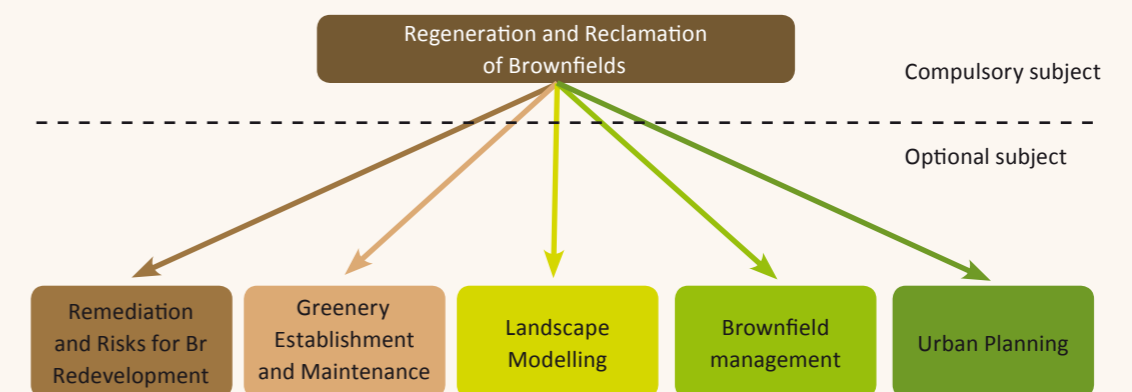 Regeneration and Reclamation
of Brownfields
Compulsory subject
Optional subject
Remediation
and Risks for Br
Redevelopment
Greenery
Establishment
and Maintenance
Landscape
Modelling
Brownfield
management
Urban Planning